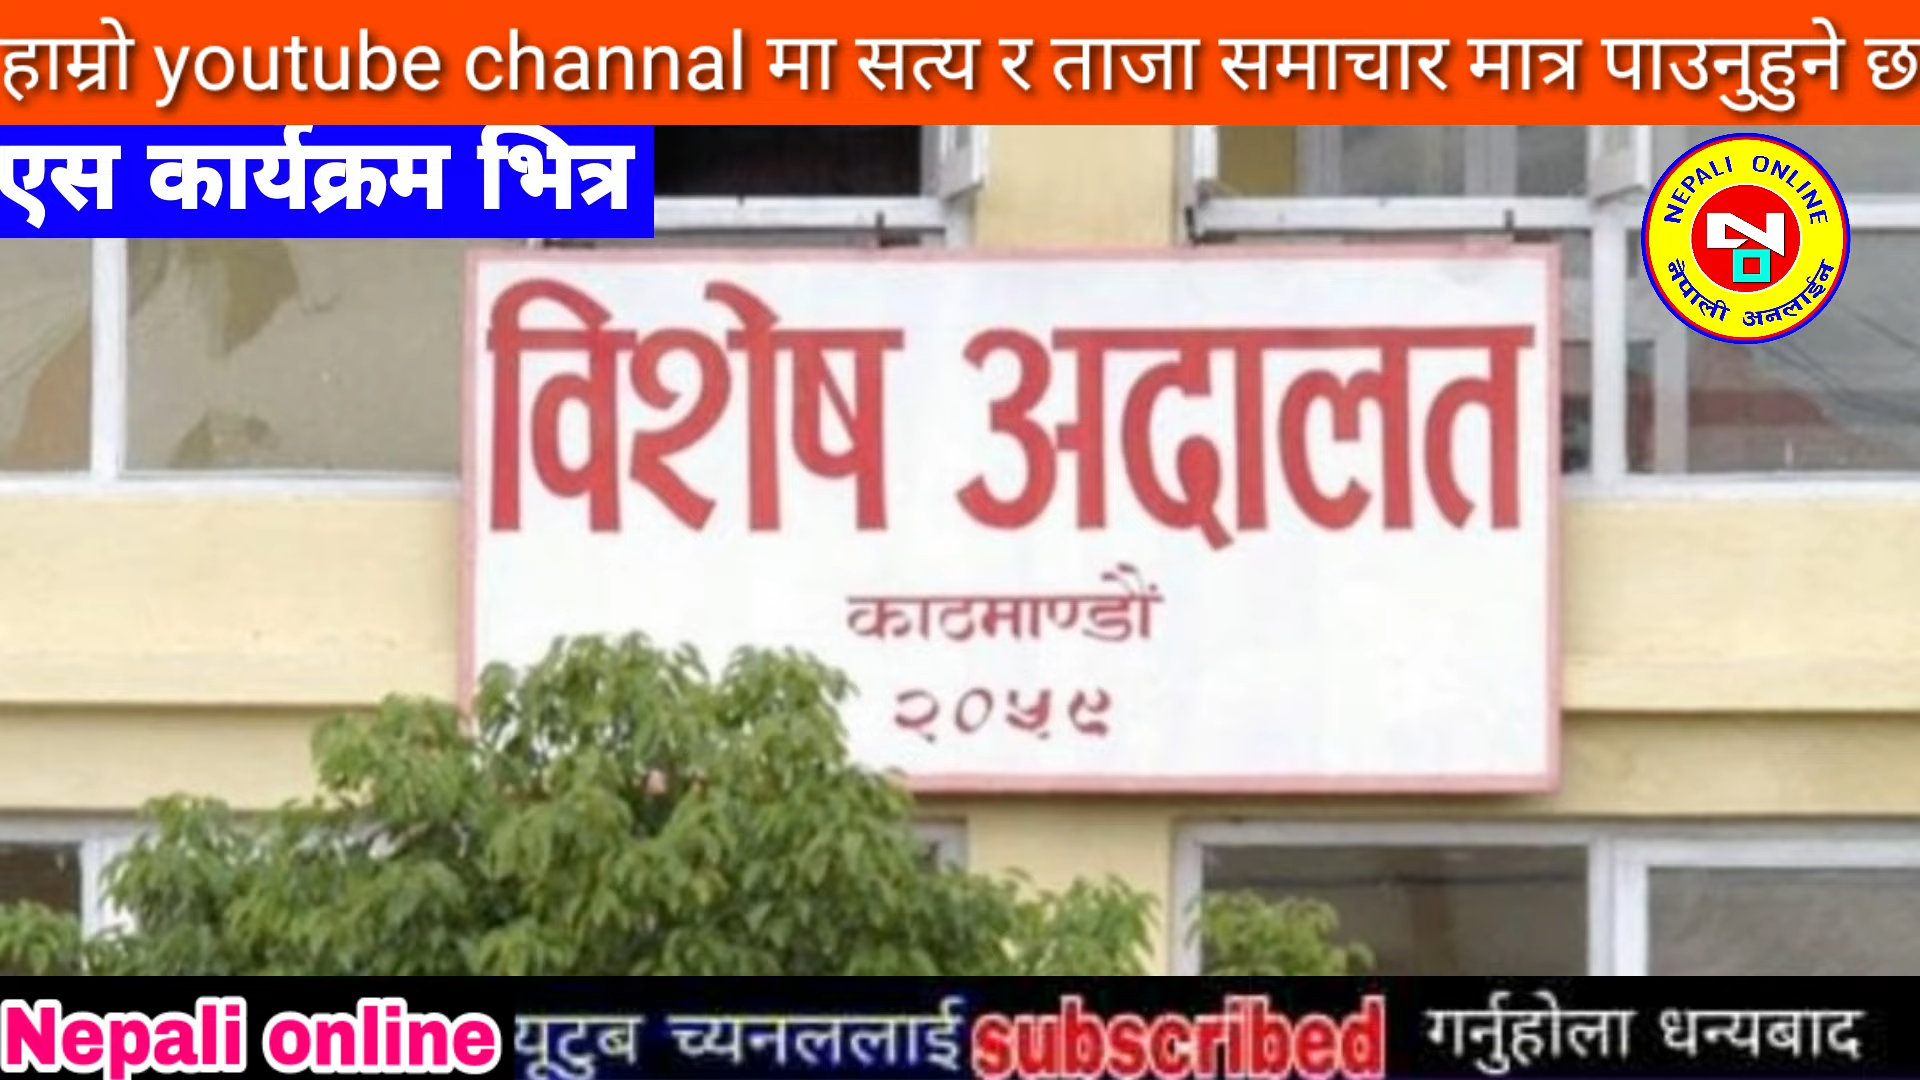 हाम्रो youtube channal मा सत्य र ताजा समाचार मात्र पाउनुहुने छ
एस कार्यक्रम भित्र
NEPALI ONLINE
नेपाली अनलाईन
विशेष अदालत
काठमाण्डौं
२०५९
Nepali online यूटुब च्यनललाई subscribed गर्नुहोला धन्यबाद